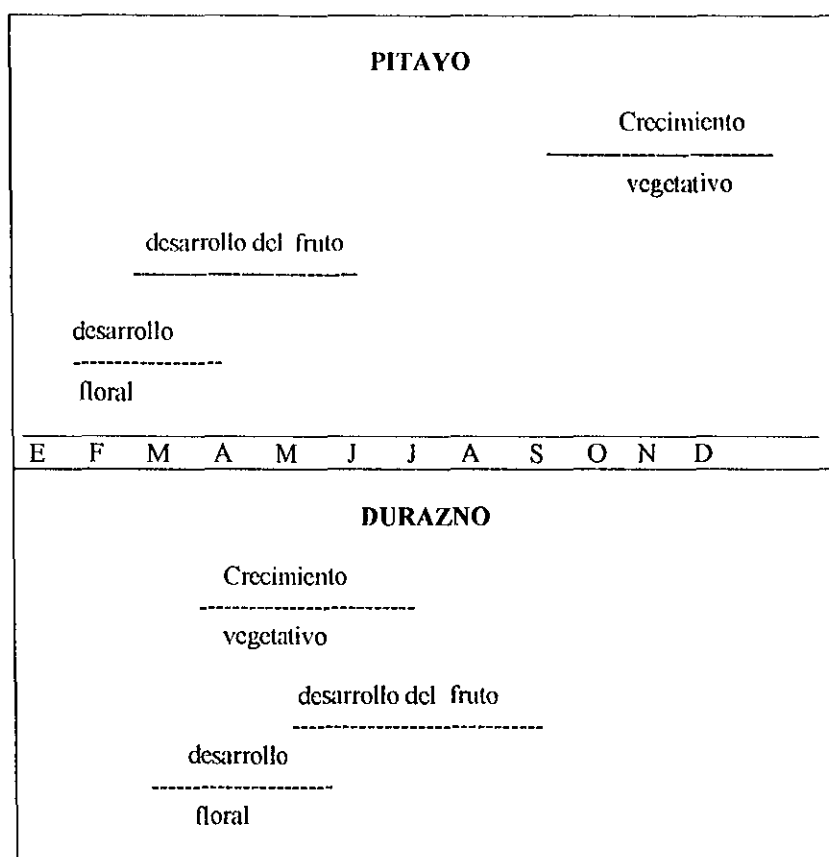 PITAYO
Crecimiento
vegetativo
desarrollo del fruto
desarrollo
floral
E F M A M J J A S O N D
DURAZNO
Crecimiento
vegetativo
desarrollo del fruto
desarrollo
floral